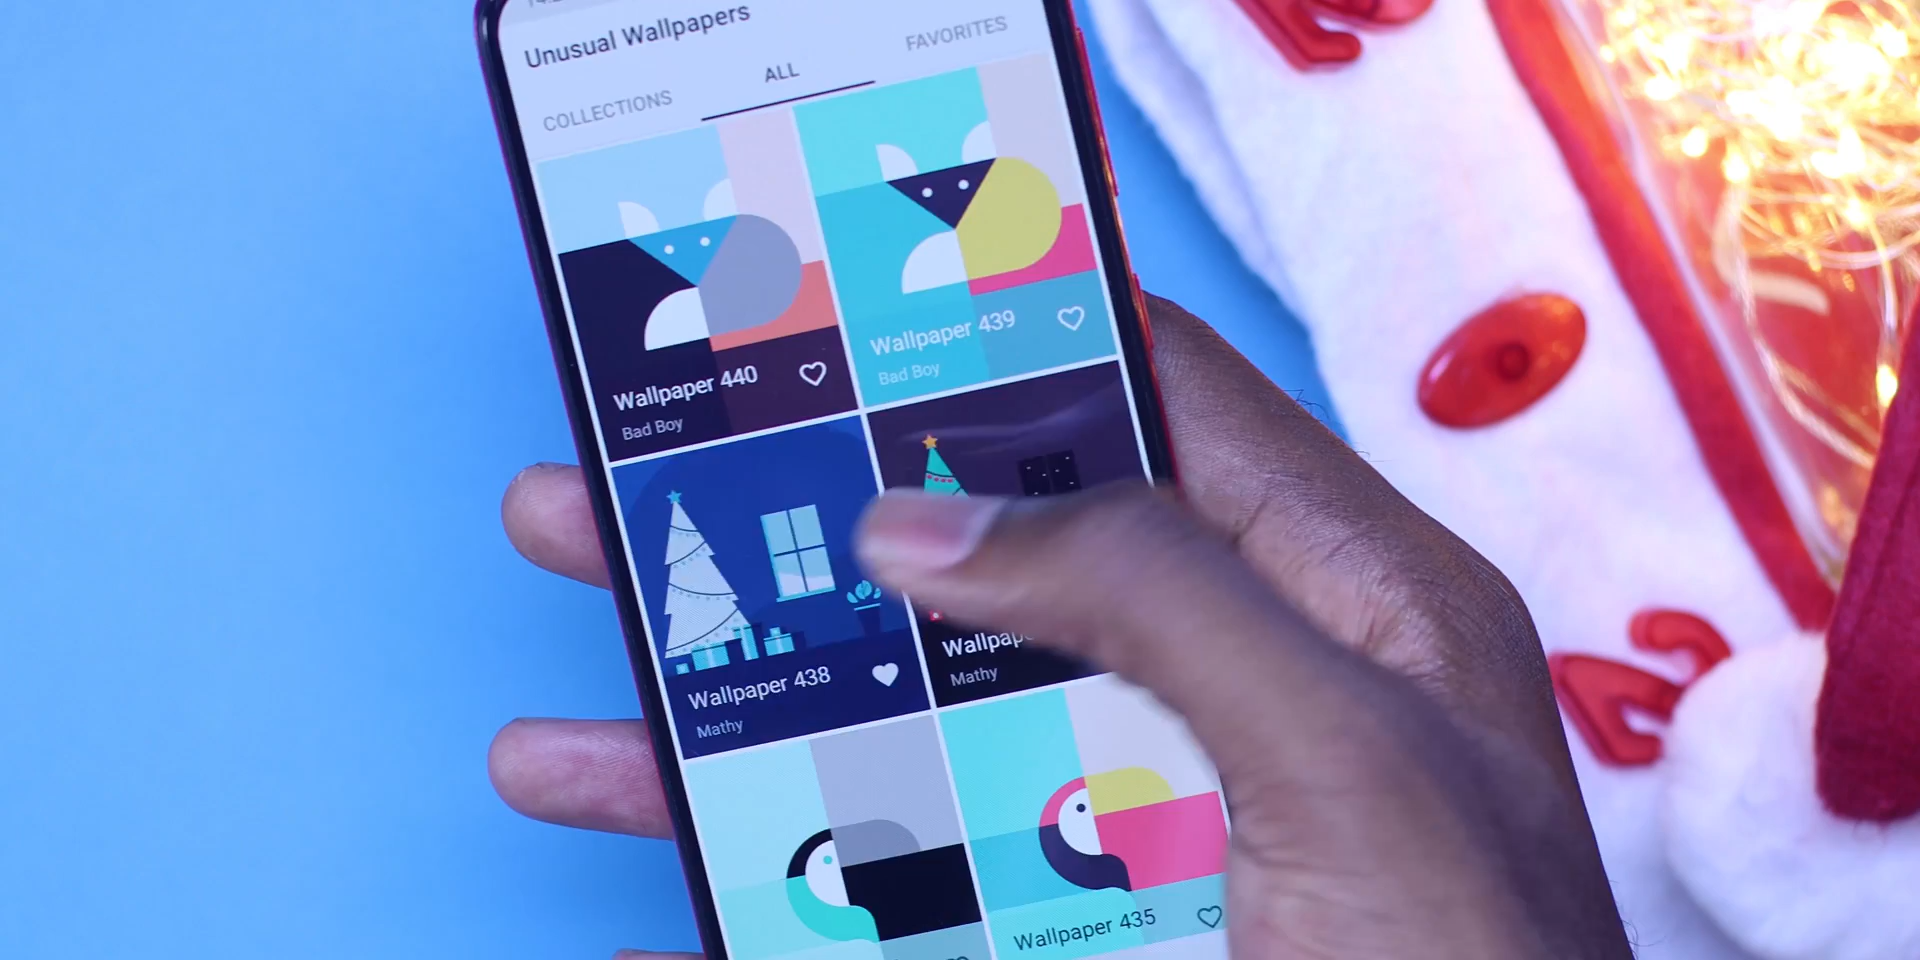 Unusual Wallpapers
COLLECTIONS
ALL
FAVORITES
Wallpaper 440
Bad Boy
Wallpaper 439
Bad Boy
Wallpaper 438
Mathy
Mathy
Wallpaper 435